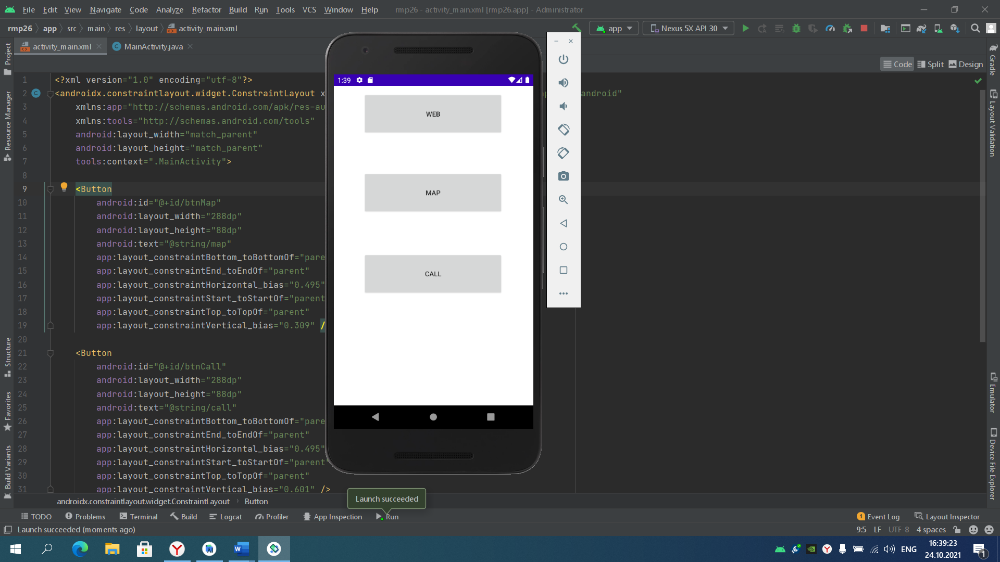 File Edit View Navigate Code Analyze Refactor Build Run Tools VCS Window Help rmp26 - activity_main.xml [rmp26.app] - Administrator
rmp26 app src main res layout activity_main.xml app Nexus 5X API 30
activity_main.xml MainActivity.java
Code Split Design
1 <?xml version="1.0" encoding="utf-8"?>
2 <androidx.constraintlayout.widget.ConstraintLayout x android"
3 xmlns:app="http://schemas.android.com/apk/res-au
4 xmlns:tools="http://schemas.android.com/tools"
5 android:layout_width="match_parent"
6 android:layout_height="match_parent"
7 tools:context=".MainActivity">
8
9 <Button
10 android:id="@+id/btnMap"
11 android:layout_width="288dp"
12 android:layout_height="88dp"
13 android:text="@string/map"
14 app:layout_constraintBottom_toBottomOf="pare
15 app:layout_constraintEnd_toEndOf="parent"
16 app:layout_constraintHorizontal_bias="0.495"
17 app:layout_constraintStart_toStartOf="parent
18 app:layout_constraintTop_toTopOf="parent"
19 app:layout_constraintVertical_bias="0.309" /
20
21 <Button
22 android:id="@+id/btnCall"
23 android:layout_width="288dp"
24 android:layout_height="88dp"
25 android:text="@string/call"
26 app:layout_constraintBottom_toBottomOf="pare
27 app:layout_constraintEnd_toEndOf="parent"
28 app:layout_constraintHorizontal_bias="0.495"
29 app:layout_constraintStart_toStartOf="parent"
30 app:layout_constraintTop_toTopOf="parent"
31 app:layout_constraintVertical_bias="0.601" />
1:39
WEB
MAP
CALL
Project
Resource Manager
Structure
Favorites
Build Variants
Gradle
Layout Validation
Emulator
Device File Explorer
androidx.constraintlayout.widget.ConstraintLayout Button
Launch succeeded
TODO Problems Terminal Build Logcat Profiler App Inspection Run 1 Event Log Layout Inspector
Launch succeeded (moments ago) 9:5 LF UTF-8 4 spaces
ENG
16:39:23
24.10.2021
1